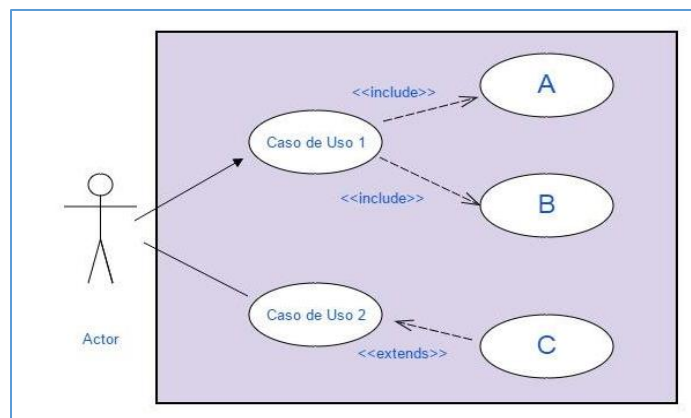 <<include>>
A
Caso de Uso 1
<<include>>
B
Caso de Uso 2
Actor
<<extends>>
C